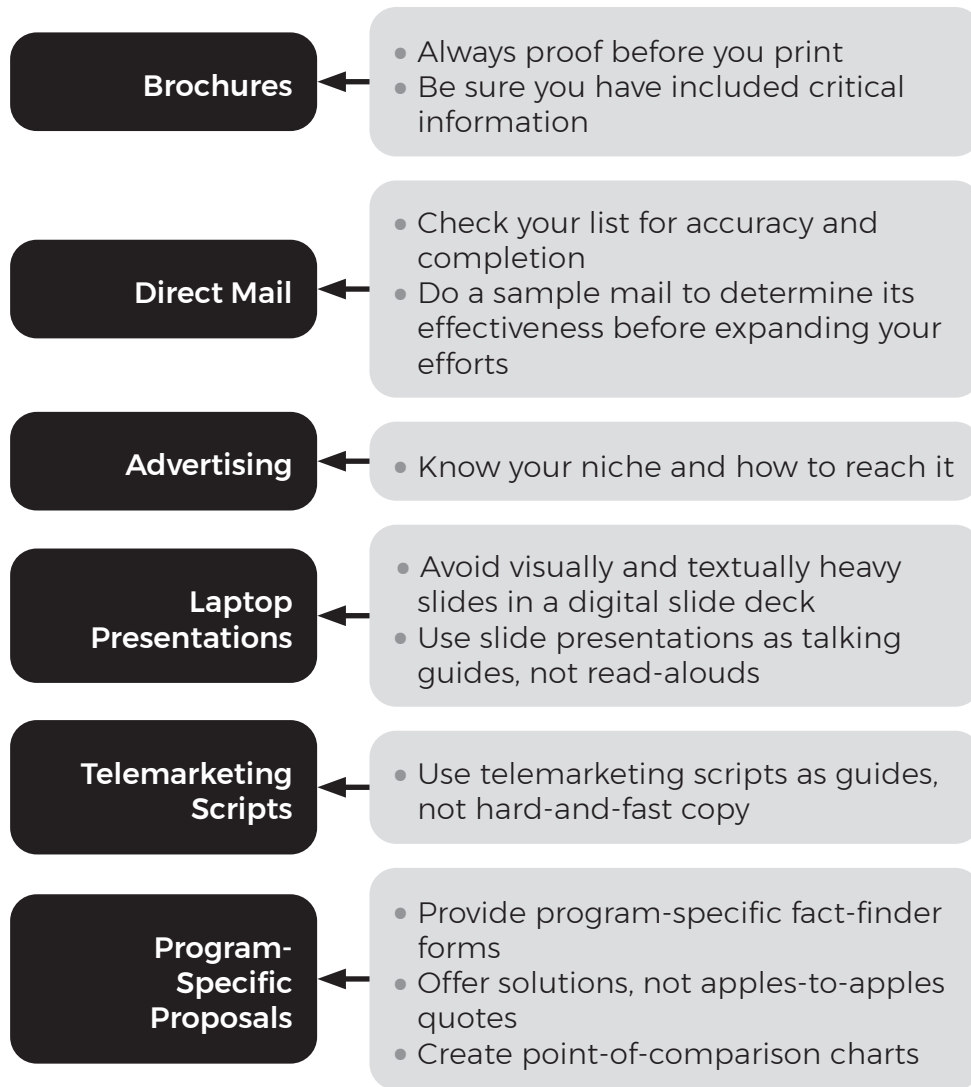 Brochures
• Always proof before you print
• Be sure you have included critical
information
Direct Mail
• Check your list for accuracy and
completion
• Do a sample mail to determine its
effectiveness before expanding your
efforts
Advertising
• Know your niche and how to reach it
Laptop
Presentations
• Avoid visually and textually heavy
slides in a digital slide deck
• Use slide presentations as talking
guides, not read-alouds
Telemarketing
Scripts
• Use telemarketing scripts as guides,
not hard-and-fast copy
Program-
Specific
Proposals
• Provide program-specific fact-finder
forms
• Offer solutions, not apples-to-apples
quotes
• Create point-of-comparison charts